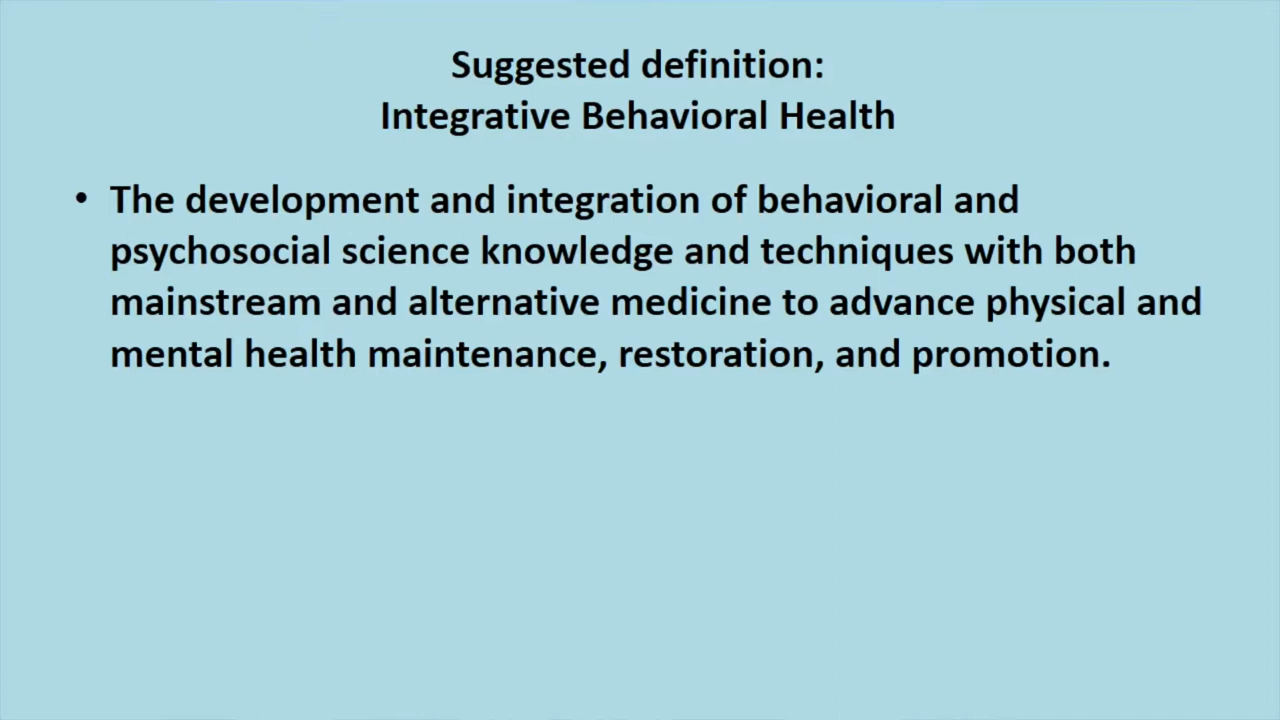 Suggested definition:
Integrative Behavioral Health
• The development and integration of behavioral and
psychosocial science knowledge and techniques with both
mainstream and alternative medicine to advance physical and
mental health maintenance, restoration, and promotion.